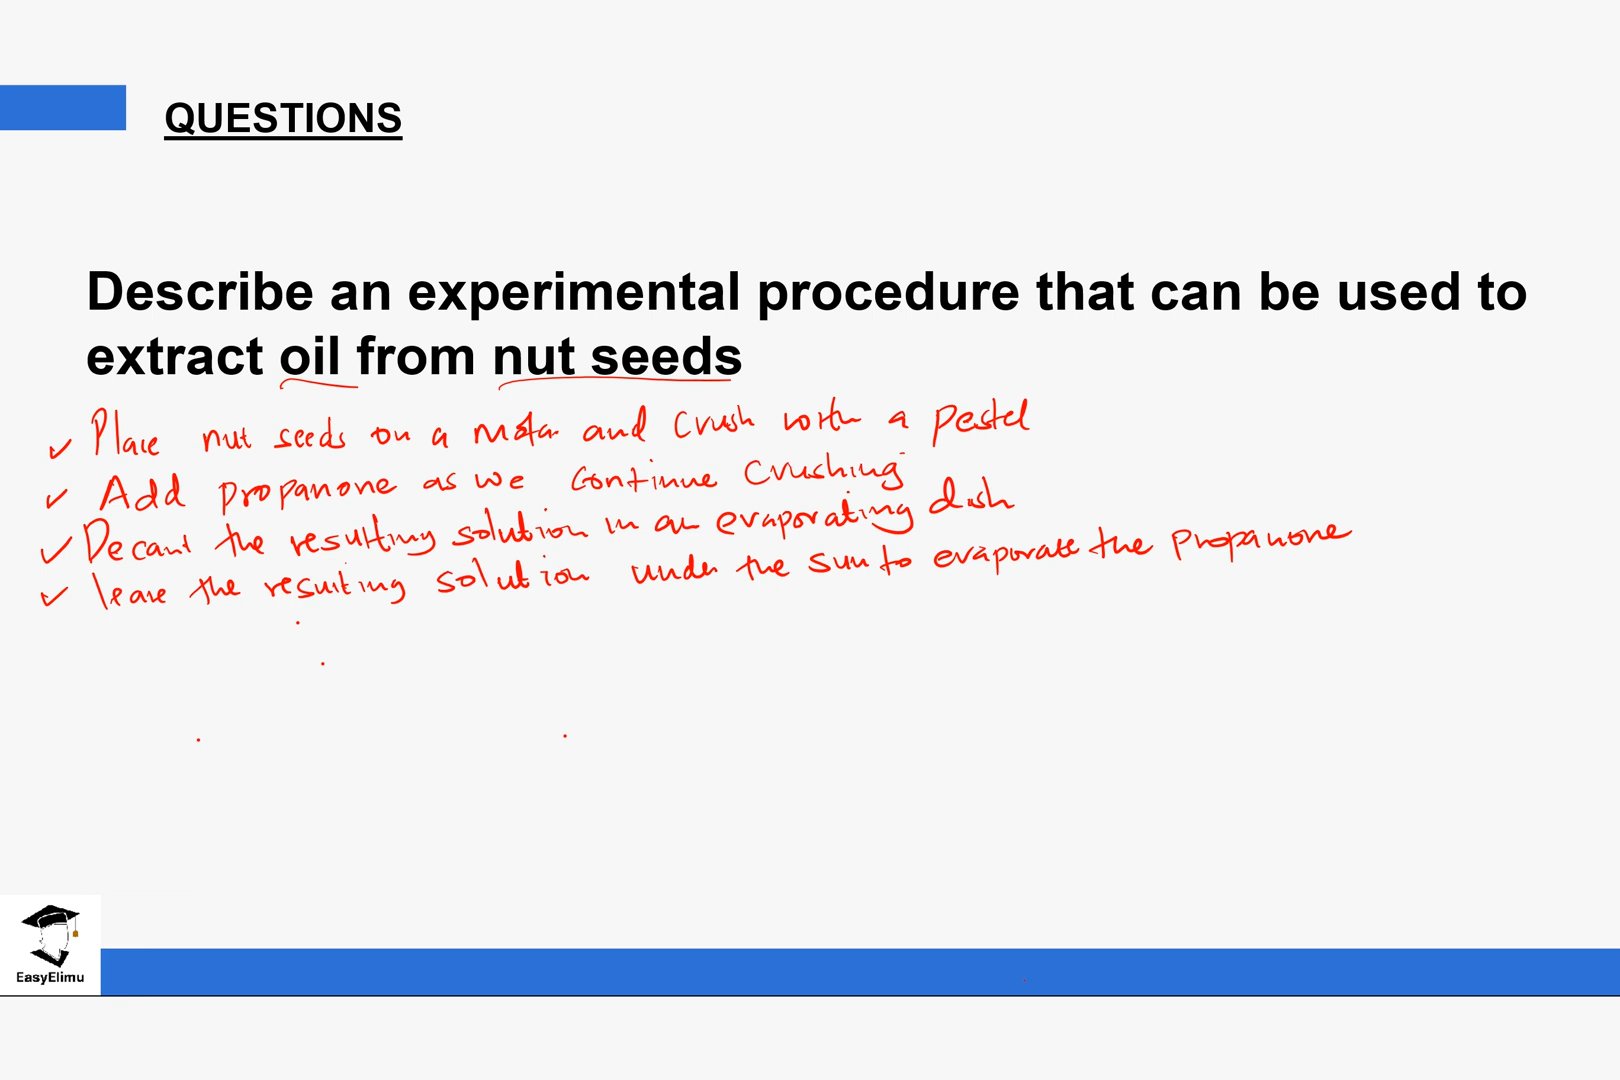 QUESTIONS
Describe an experimental procedure that can be used to
extract oil from nut seeds
✓ Place nut seeds on a and crush with a pestel
✓ Add propanone as we continue crushing
✓ Decant the resulting solution in an evaporating dish
✓ leave the resulting solution under the sun to evaporate the propanone
EasyElimu